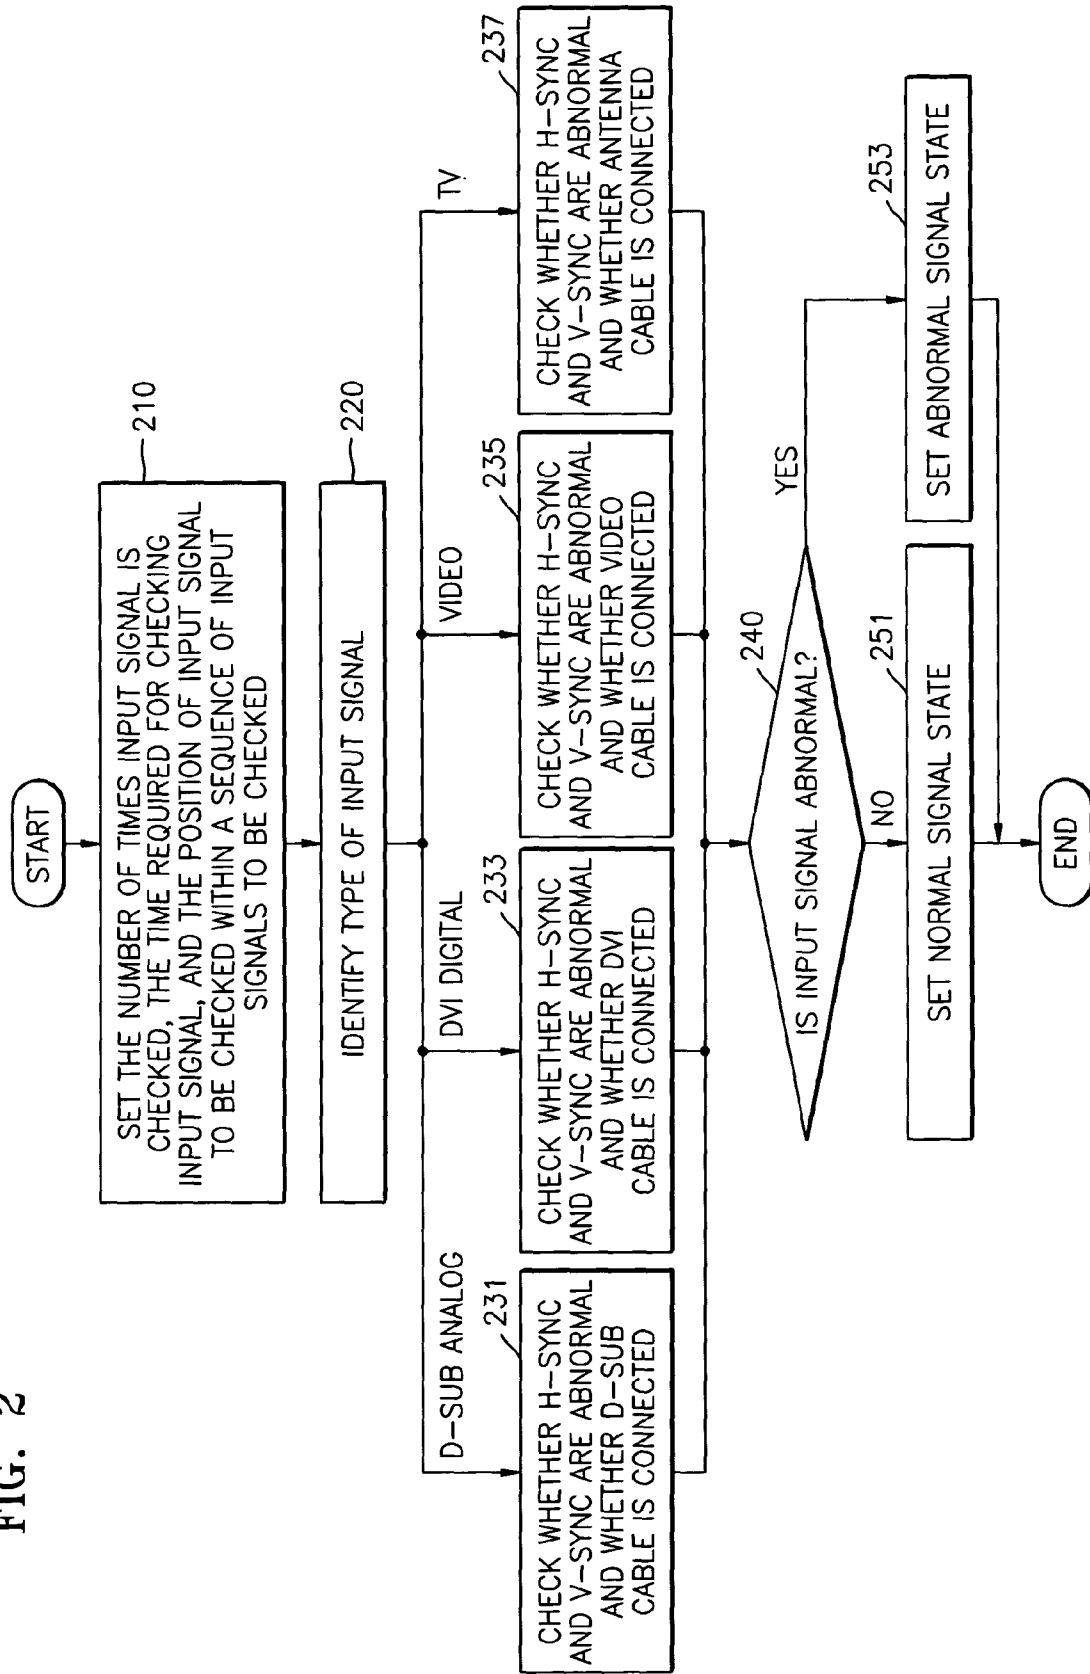 FIG. 2
START
210
SET THE NUMBER OF TIMES INPUT SIGNAL IS
CHECKED, THE TIME REQUIRED FOR CHECKING
INPUT SIGNAL, AND THE POSITION OF INPUT SIGNAL
TO BE CHECKED WITHIN A SEQUENCE OF INPUT
SIGNALS TO BE CHECKED
220
IDENTIFY TYPE OF INPUT SIGNAL
D-SUB ANALOG
DVI DIGITAL
VIDEO
TV
231
CHECK WHETHER H-SYNC
AND V-SYNC ARE ABNORMAL
AND WHETHER D-SUB
CABLE IS CONNECTED
233
CHECK WHETHER H-SYNC
AND V-SYNC ARE ABNORMAL
AND WHETHER DVI
CABLE IS CONNECTED
235
CHECK WHETHER H-SYNC
AND V-SYNC ARE ABNORMAL
AND WHETHER VIDEO
CABLE IS CONNECTED
237
CHECK WHETHER H-SYNC
AND V-SYNC ARE ABNORMAL
AND WHETHER ANTENNA
CABLE IS CONNECTED
240
IS INPUT SIGNAL ABNORMAL?
YES
NO
251
SET NORMAL SIGNAL STATE
253
SET ABNORMAL SIGNAL STATE
END